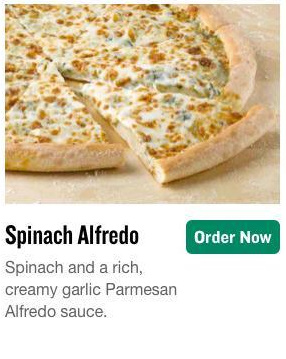 Spinach Alfredo
Order Now
Spinach and a rich,
creamy garlic Parmesan
Alfredo sauce.